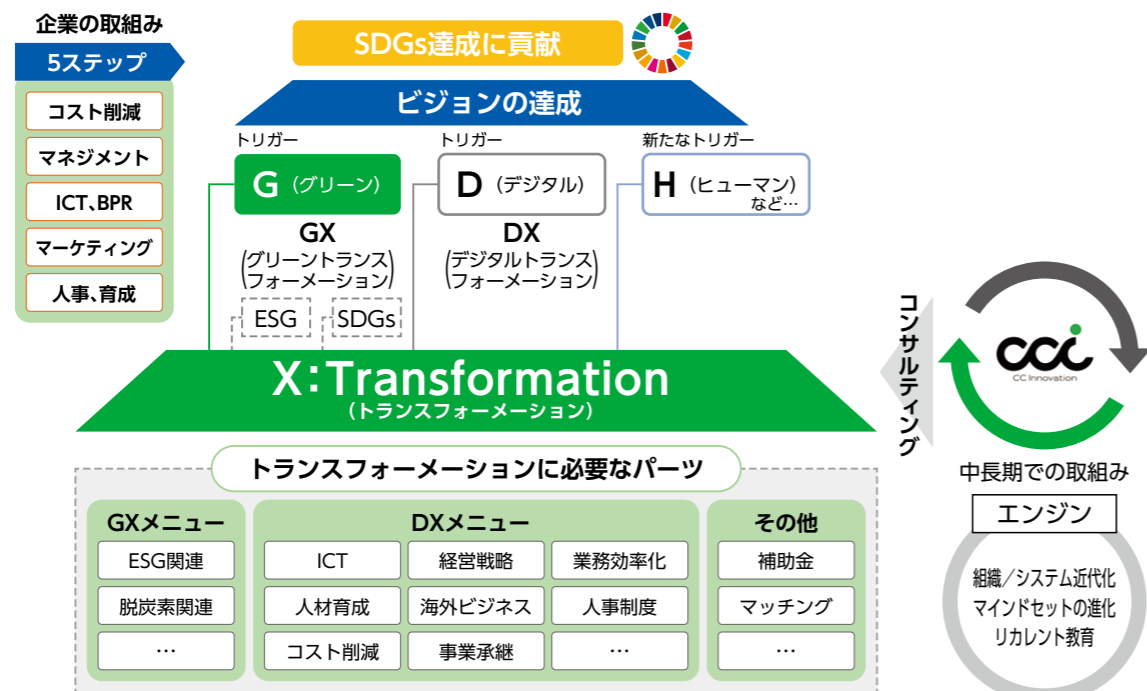 企業の取組み
5ステップ
コスト削減
マネジメント
ICT、BPR
マーケティング
人事、育成
SDGs達成に貢献
ビジョンの達成
トリガー
G（グリーン）
GX
(グリーントランス
フォーメーション)
ESG
SDGs
トリガー
D（デジタル）
DX
(デジタルトランス
フォーメーション)
新たなトリガー
H（ヒューマン）
など…
X：Transformation
（トランスフォーメーション）
コンサルティング
cci
CC Innovation
中長期での取組み
エンジン
組織／システム近代化
マインドセットの進化
リカレント教育
トランスフォーメーションに必要なパーツ
GXメニュー
ESG関連
脱炭素関連
…
DXメニュー
ICT
経営戦略
業務効率化
人材育成
海外ビジネス
人事制度
コスト削減
事業承継
…
その他
補助金
マッチング
…